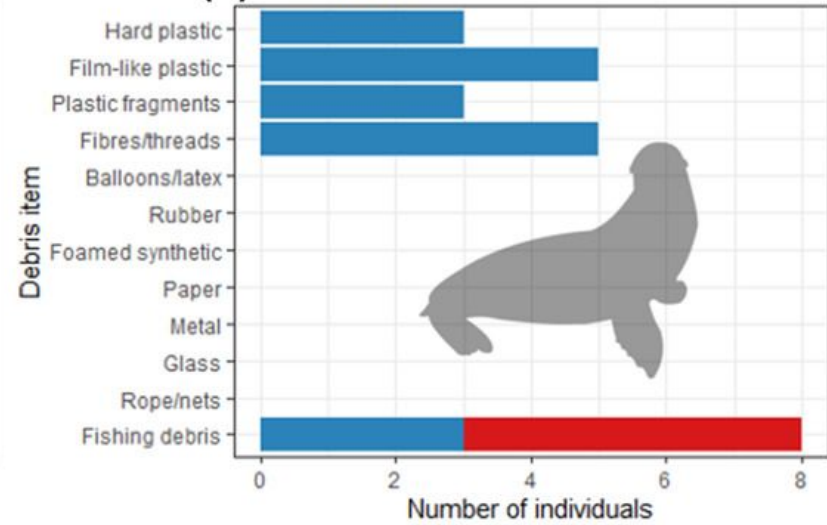 Hard plastic
Film-like plastic
Plastic fragments
Fibres/threads
Balloons/latex
Rubber
Foamed synthetic
Paper
Metal
Glass
Rope/nets
Fishing debris
Debris item
0 2 4 6 8
Number of individuals